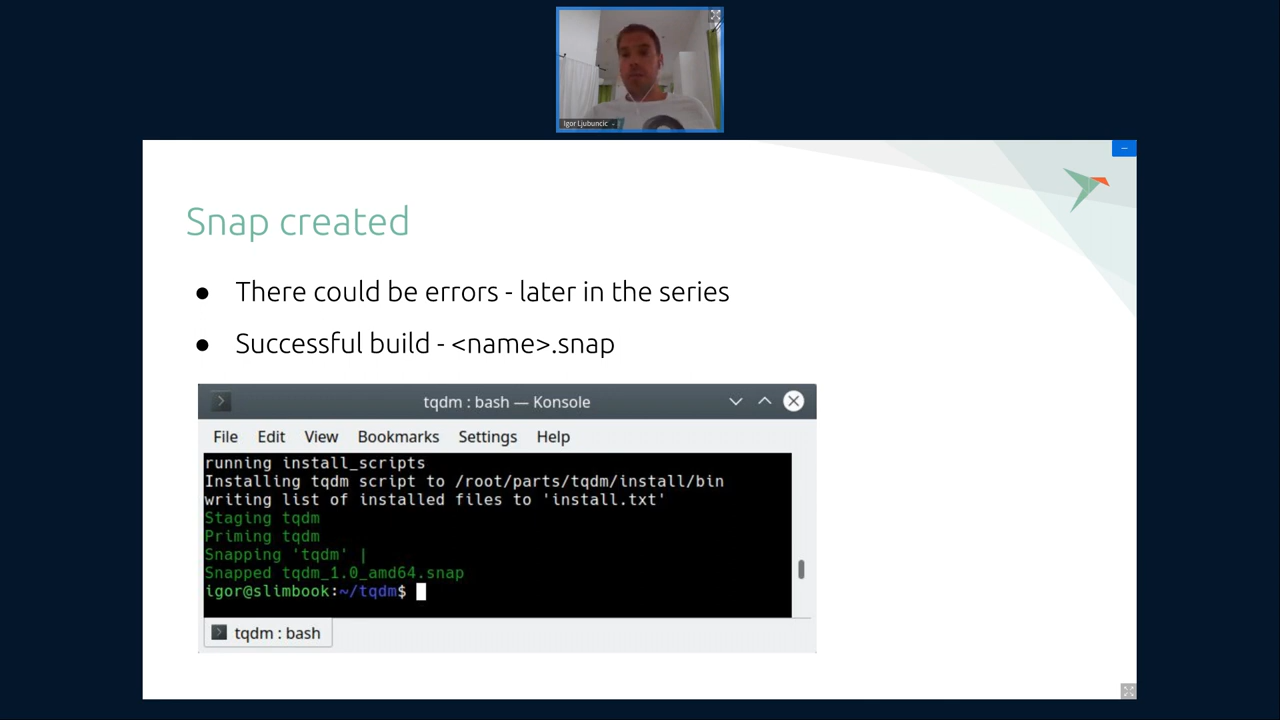 Igor Ljubuncic
Snap created
● There could be errors - later in the series
● Successful build - <name>.snap
tqdm : bash — Konsole
File Edit View Bookmarks Settings Help
running install_scripts
Installing tqdm script to /root/parts/tqdm/install/bin
writing list of installed files to 'install.txt'
Staging tqdm
Priming tqdm
Snapping 'tqdm' |
Snapped tqdm_1.0_amd64.snap
igor@slimbook:~/tqdm$
tqdm : bash